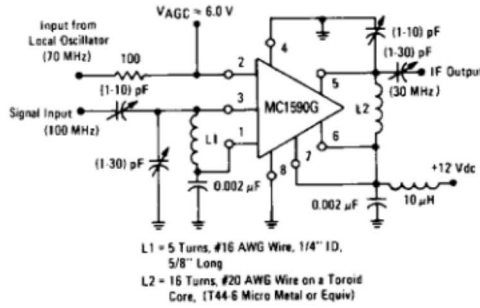 Input from
Local Oscillator
(70 MHz)
VAGC ≈ 6.0 V
100
(1-10) pF
Signal Input
(100 MHz)
(1-30) pF
L1
0.002 µF
2
3
1
4
MC1590G
5
6
7
8
(1-10) pF
(1-30) pF
IF Output
(30 MHz)
L2
+12 Vdc
0.002 µF
10 µH
L1 = 5 Turns, #16 AWG Wire, 1/4" ID,
5/8" Long
L2 = 16 Turns, #20 AWG Wire on a Toroid
Core, (T44-6 Micro Metal or Equiv)